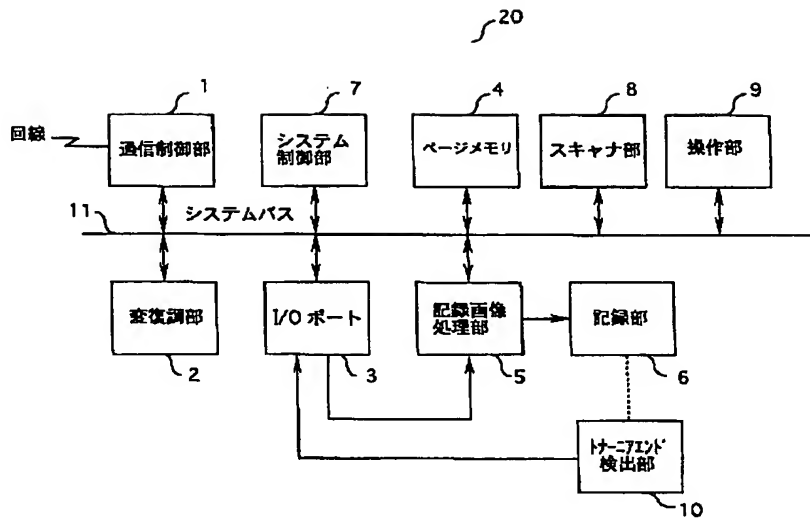 20
1
7
4
8
9
回線
通信制御部
システム
制御部
ページメモリ
スキャナ部
操作部
11
システムバス
変復調部
I/O ポート
記録画像
処理部
記録部
2
3
5
6
トナーニアエンド
検出部
10